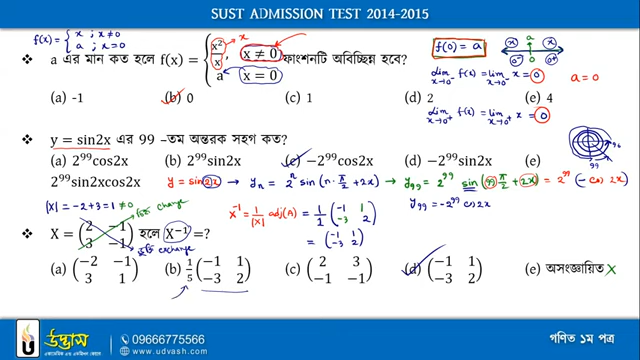 SUST ADMISSION TEST 2014-2015
f(x) = { x ; x≠0
a ; x=0
f(0) = a
❖ a এর মান কত হলে f(x) = { x²/x , x ≠ 0
a , x = 0 ফাংশনটি অবিচ্ছিন্ন হবে?
lim x→0⁻ f(x) = lim x→0⁻ x = 0
a = 0
(a) -1 (b) 0 (c) 1 (d) 2 (e) 4
lim x→0⁺ f(x) = lim x→0⁺ x = 0
❖ y = sin2x এর 99 –তম অন্তরক সহগ কত?
(a) 2⁹⁹cos2x (b) 2⁹⁹sin2x (c) −2⁹⁹cos2x (d) −2⁹⁹sin2x (e)
2⁹⁹sin2xcos2x
y = sin 2x → yₙ = 2ⁿ sin (n·π/2 + 2x) → y₉₉ = 2⁹⁹ sin (99 π/2 + 2x) = 2⁹⁹ (− cos 2x)
|X| = −2+3 = 1 ≠ 0
y₉₉ = −2⁹⁹ cos 2x
❖ X = (2 −1
3 −1) হলে X⁻¹ =?
X⁻¹ = 1/|X| adj(A) = 1/1 (−1 1
−3 2)
= (−1 1
−3 2)
(a) (−2 −1
3 1) (b) 1/5 (−1 1
−3 2) (c) (2 3
−1 −1) (d) (−1 1
−3 2) (e) অসংজ্ঞায়িত
উদ্ভাস
09666775566
www.udvash.com
গণিত ১ম পত্র